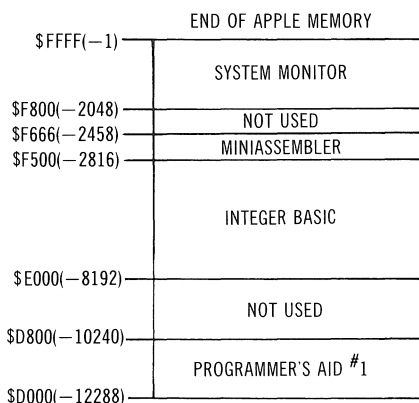 END OF APPLE MEMORY
$FFFF(−1)
SYSTEM MONITOR
$F800(−2048)
NOT USED
$F666(−2458)
MINIASSEMBLER
$F500(−2816)
INTEGER BASIC
$E000(−8192)
NOT USED
$D800(−10240)
PROGRAMMER'S AID #1
$D000(−12288)